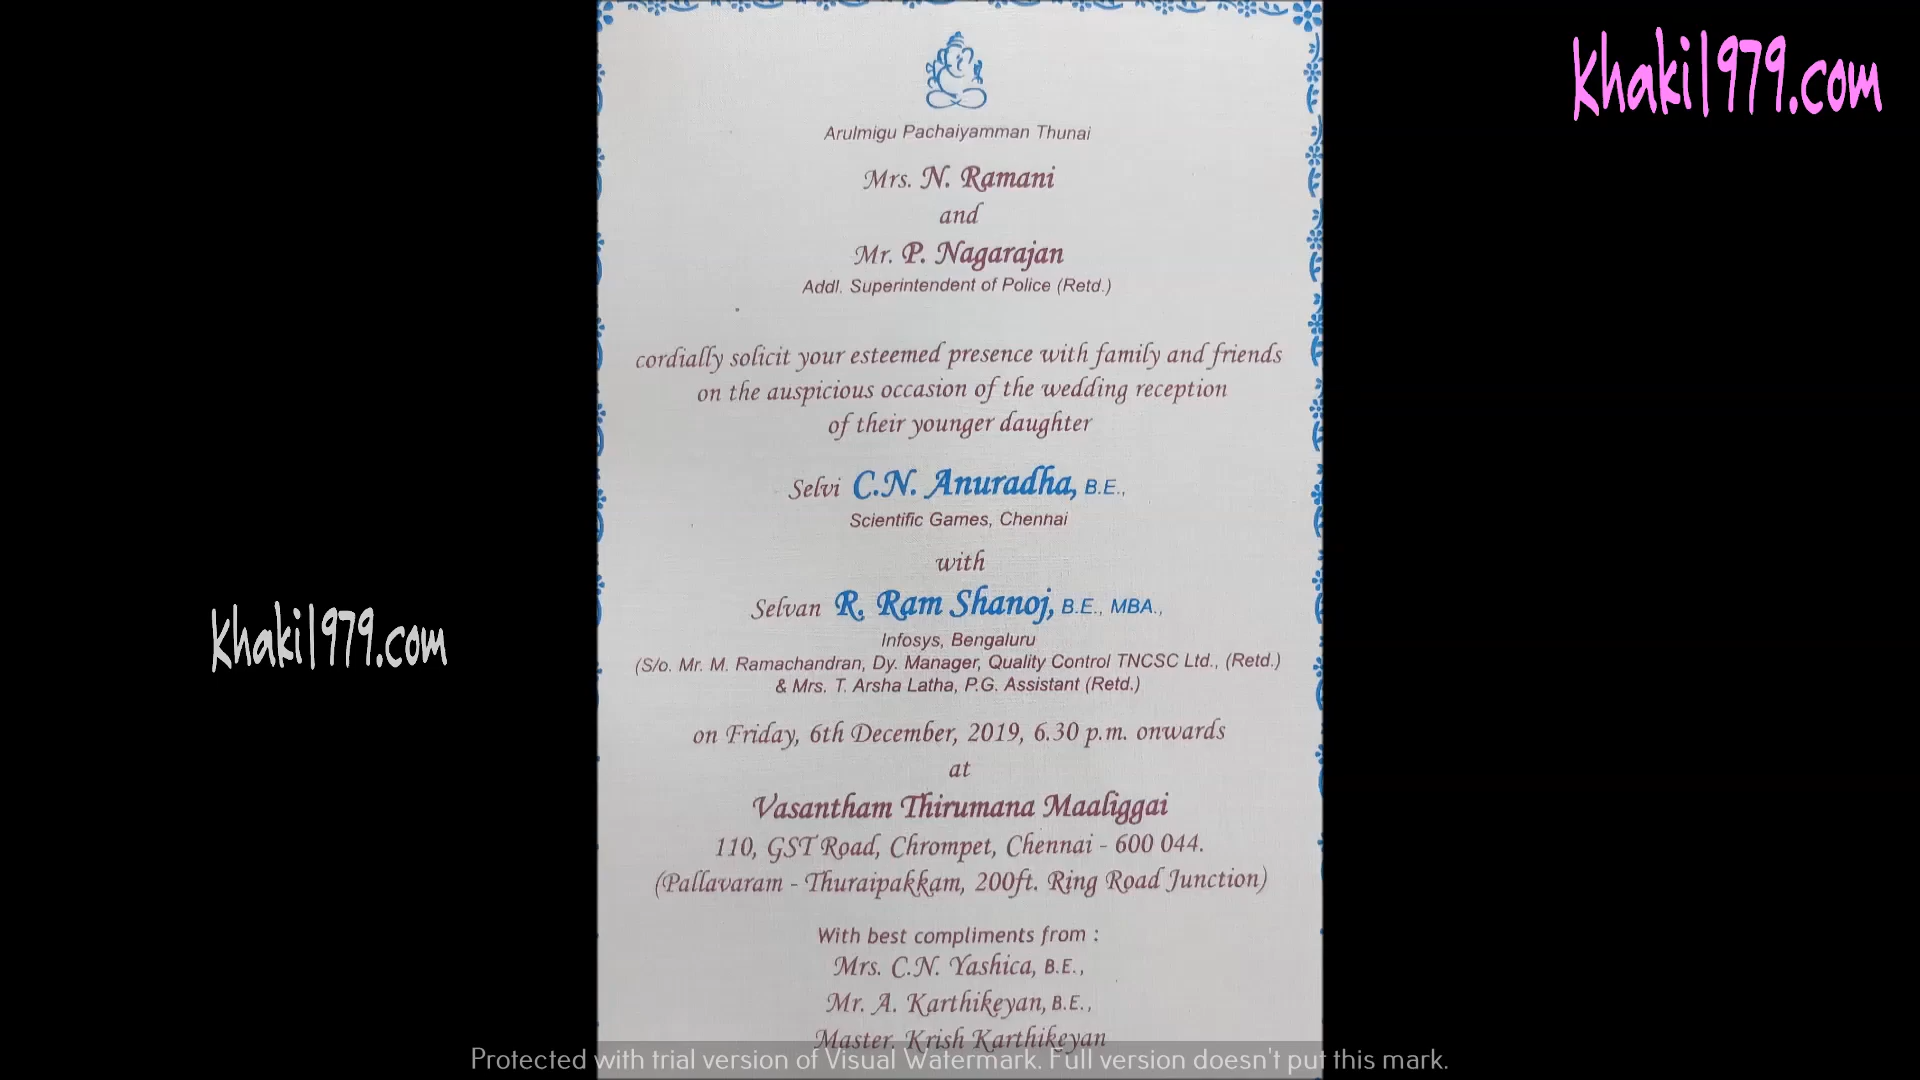 Khaki1979.com
Arulmigu Pachaiyamman Thunai
Mrs. N. Ramani
and
Mr. P. Nagarajan
Addl. Superintendent of Police (Retd.)
cordially solicit your esteemed presence with family and friends
on the auspicious occasion of the wedding reception
of their younger daughter
Selvi C.N. Anuradha, B.E.,
Scientific Games, Chennai
with
Selvan R. Ram Shanoj, B.E., MBA.,
Infosys, Bengaluru
(S/o. Mr. M. Ramachandran, Dy. Manager, Quality Control TNCSC Ltd., (Retd.)
& Mrs. T. Arsha Latha, P.G. Assistant (Retd.)
Khaki1979.com
on Friday, 6th December, 2019, 6.30 p.m. onwards
at
Vasantham Thirumana Maaliggai
110, GST Road, Chrompet, Chennai - 600 044.
(Pallavaram - Thuraipakkam, 200ft. Ring Road Junction)
With best compliments from :
Mrs. C.N. Yashica, B.E.,
Mr. A. Karthikeyan, B.E.,
Master. Krish Karthikeyan
Protected with trial version of Visual Watermark. Full version doesn't put this mark.